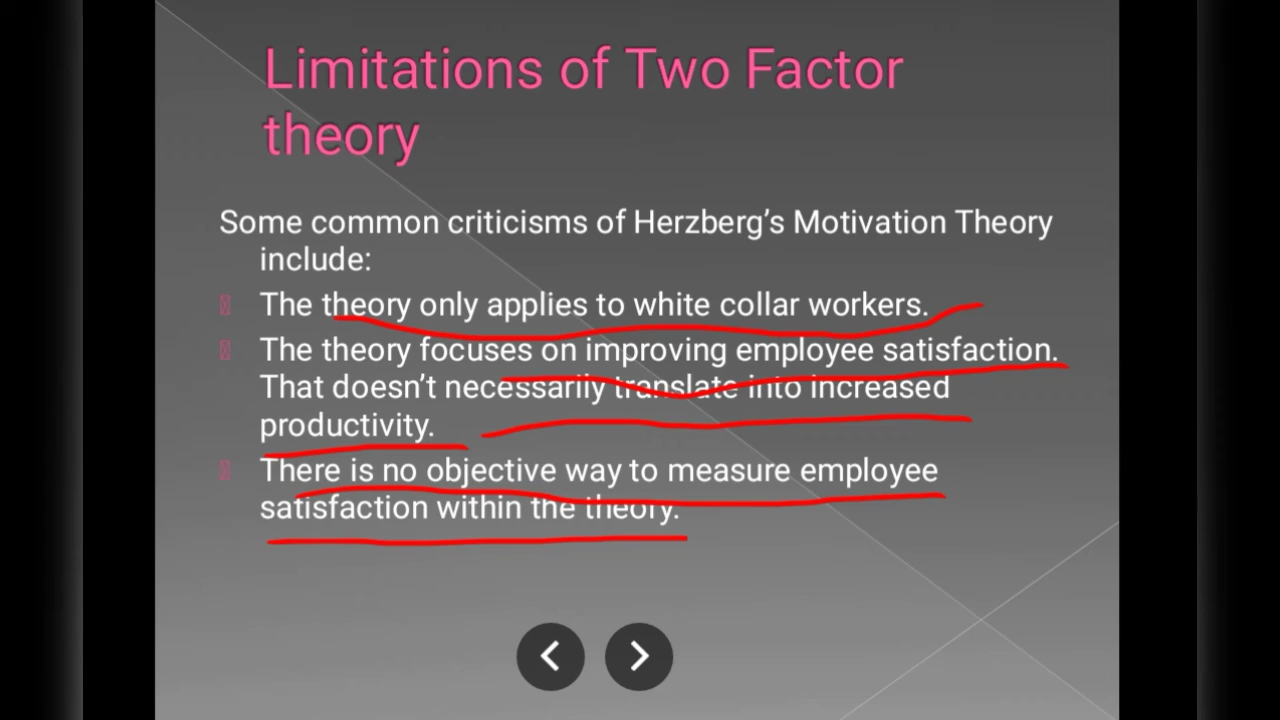 Limitations of Two Factor
theory
Some common criticisms of Herzberg’s Motivation Theory
include:
The theory only applies to white collar workers.
The theory focuses on improving employee satisfaction.
That doesn’t necessarily translate into increased
productivity.
There is no objective way to measure employee
satisfaction within the theory.